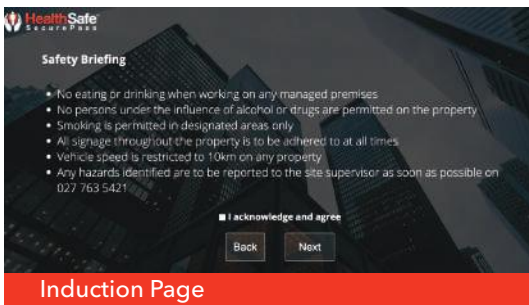 HealthSafe
SecurePass
Safety Briefing
• No eating or drinking when working on any managed premises
• No persons under the influence of alcohol or drugs are permitted on the property
• Smoking is permitted in designated areas only
• All signage throughout the property is to be adhered to at all times
• Vehicle speed is restricted to 10km on any property
• Any hazards identified are to be reported to the site supervisor as soon as possible on
027 763 5421
I acknowledge and agree
Back Next
Induction Page